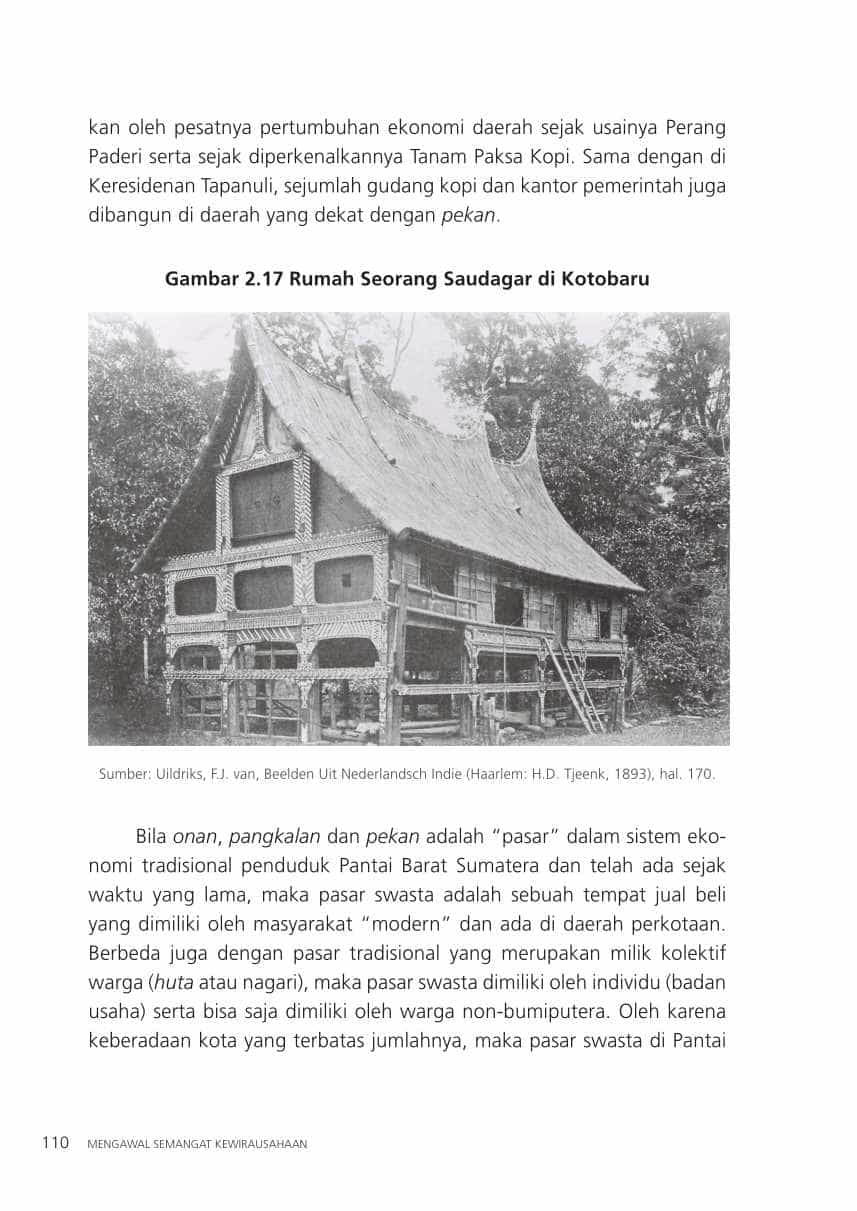 kan oleh pesatnya pertumbuhan ekonomi daerah sejak usainya Perang
Paderi serta sejak diperkenalkannya Tanam Paksa Kopi. Sama dengan di
Keresidenan Tapanuli, sejumlah gudang kopi dan kantor pemerintah juga
dibangun di daerah yang dekat dengan pekan.
Gambar 2.17 Rumah Seorang Saudagar di Kotobaru
Sumber: Uildriks, F.J. van, Beelden Uit Nederlandsch Indie (Haarlem: H.D. Tjeenk, 1893), hal. 170.
Bila onan, pangkalan dan pekan adalah “pasar” dalam sistem eko-
nomi tradisional penduduk Pantai Barat Sumatera dan telah ada sejak
waktu yang lama, maka pasar swasta adalah sebuah tempat jual beli
yang dimiliki oleh masyarakat “modern” dan ada di daerah perkotaan.
Berbeda juga dengan pasar tradisional yang merupakan milik kolektif
warga (huta atau nagari), maka pasar swasta dimiliki oleh individu (badan
usaha) serta bisa saja dimiliki oleh warga non-bumiputera. Oleh karena
keberadaan kota yang terbatas jumlahnya, maka pasar swasta di Pantai
110 MENGAWAL SEMANGAT KEWIRAUSAHAAN